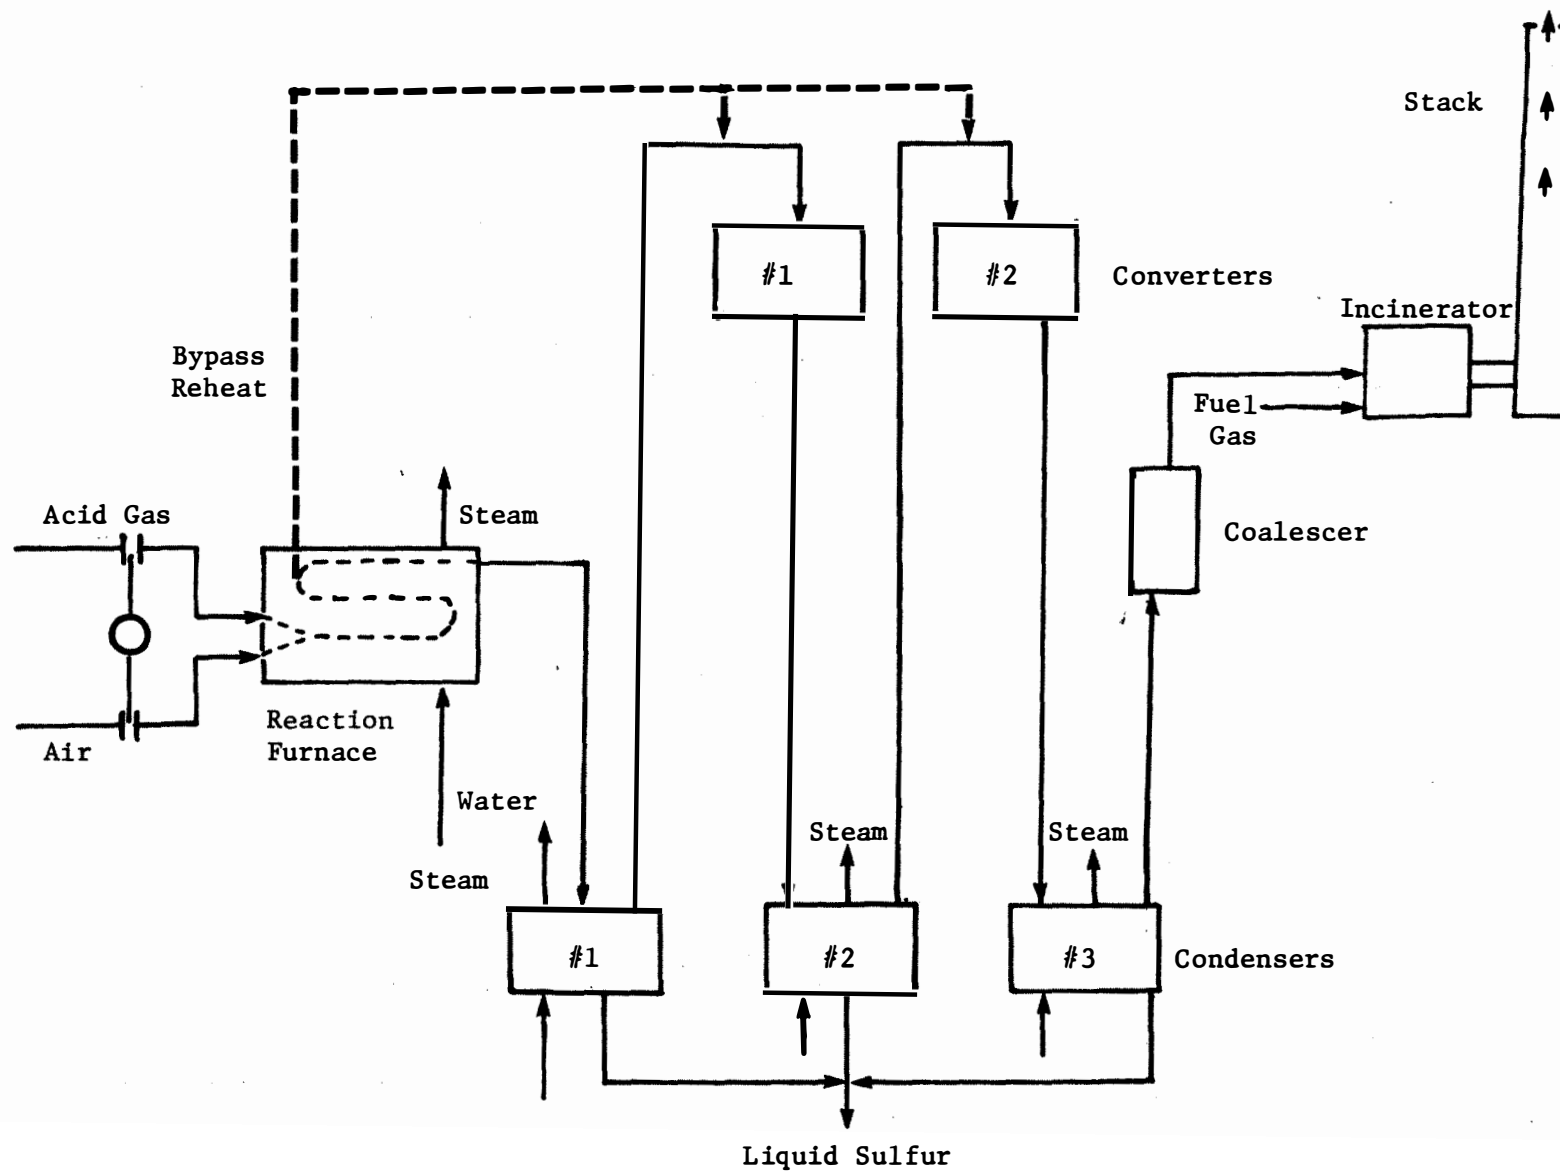 Stack
#1
#2
Converters
Incinerator
Bypass
Reheat
Fuel
Gas
Acid Gas
Steam
Coalescer
Reaction
Furnace
Air
Water
Steam
Steam
Steam
#1
#2
#3
Condensers
Liquid Sulfur